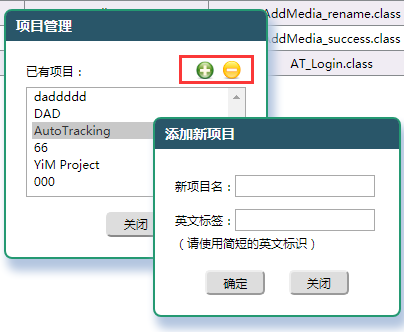 AddMedia_rename.class
AddMedia_success.class
AT_Login.class
项目管理
已有项目：
daddddd
DAD
AutoTracking
66
YiM Project
000
关闭
添加新项目
新项目名：
英文标签：
（请使用简短的英文标识）
确定 关闭